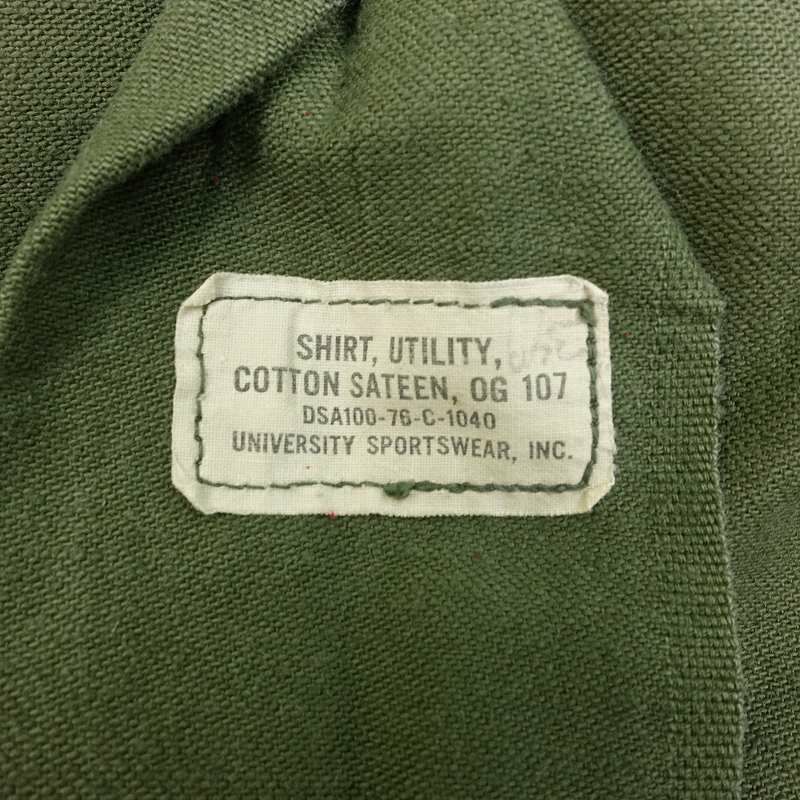 SHIRT, UTILITY,
COTTON SATEEN, OG 107
DSA100-76-C-1040
UNIVERSITY SPORTSWEAR, INC.